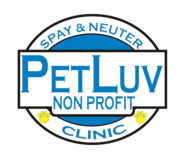 SPAY & NEUTER
PETLUV
NON PROFIT
CLINIC